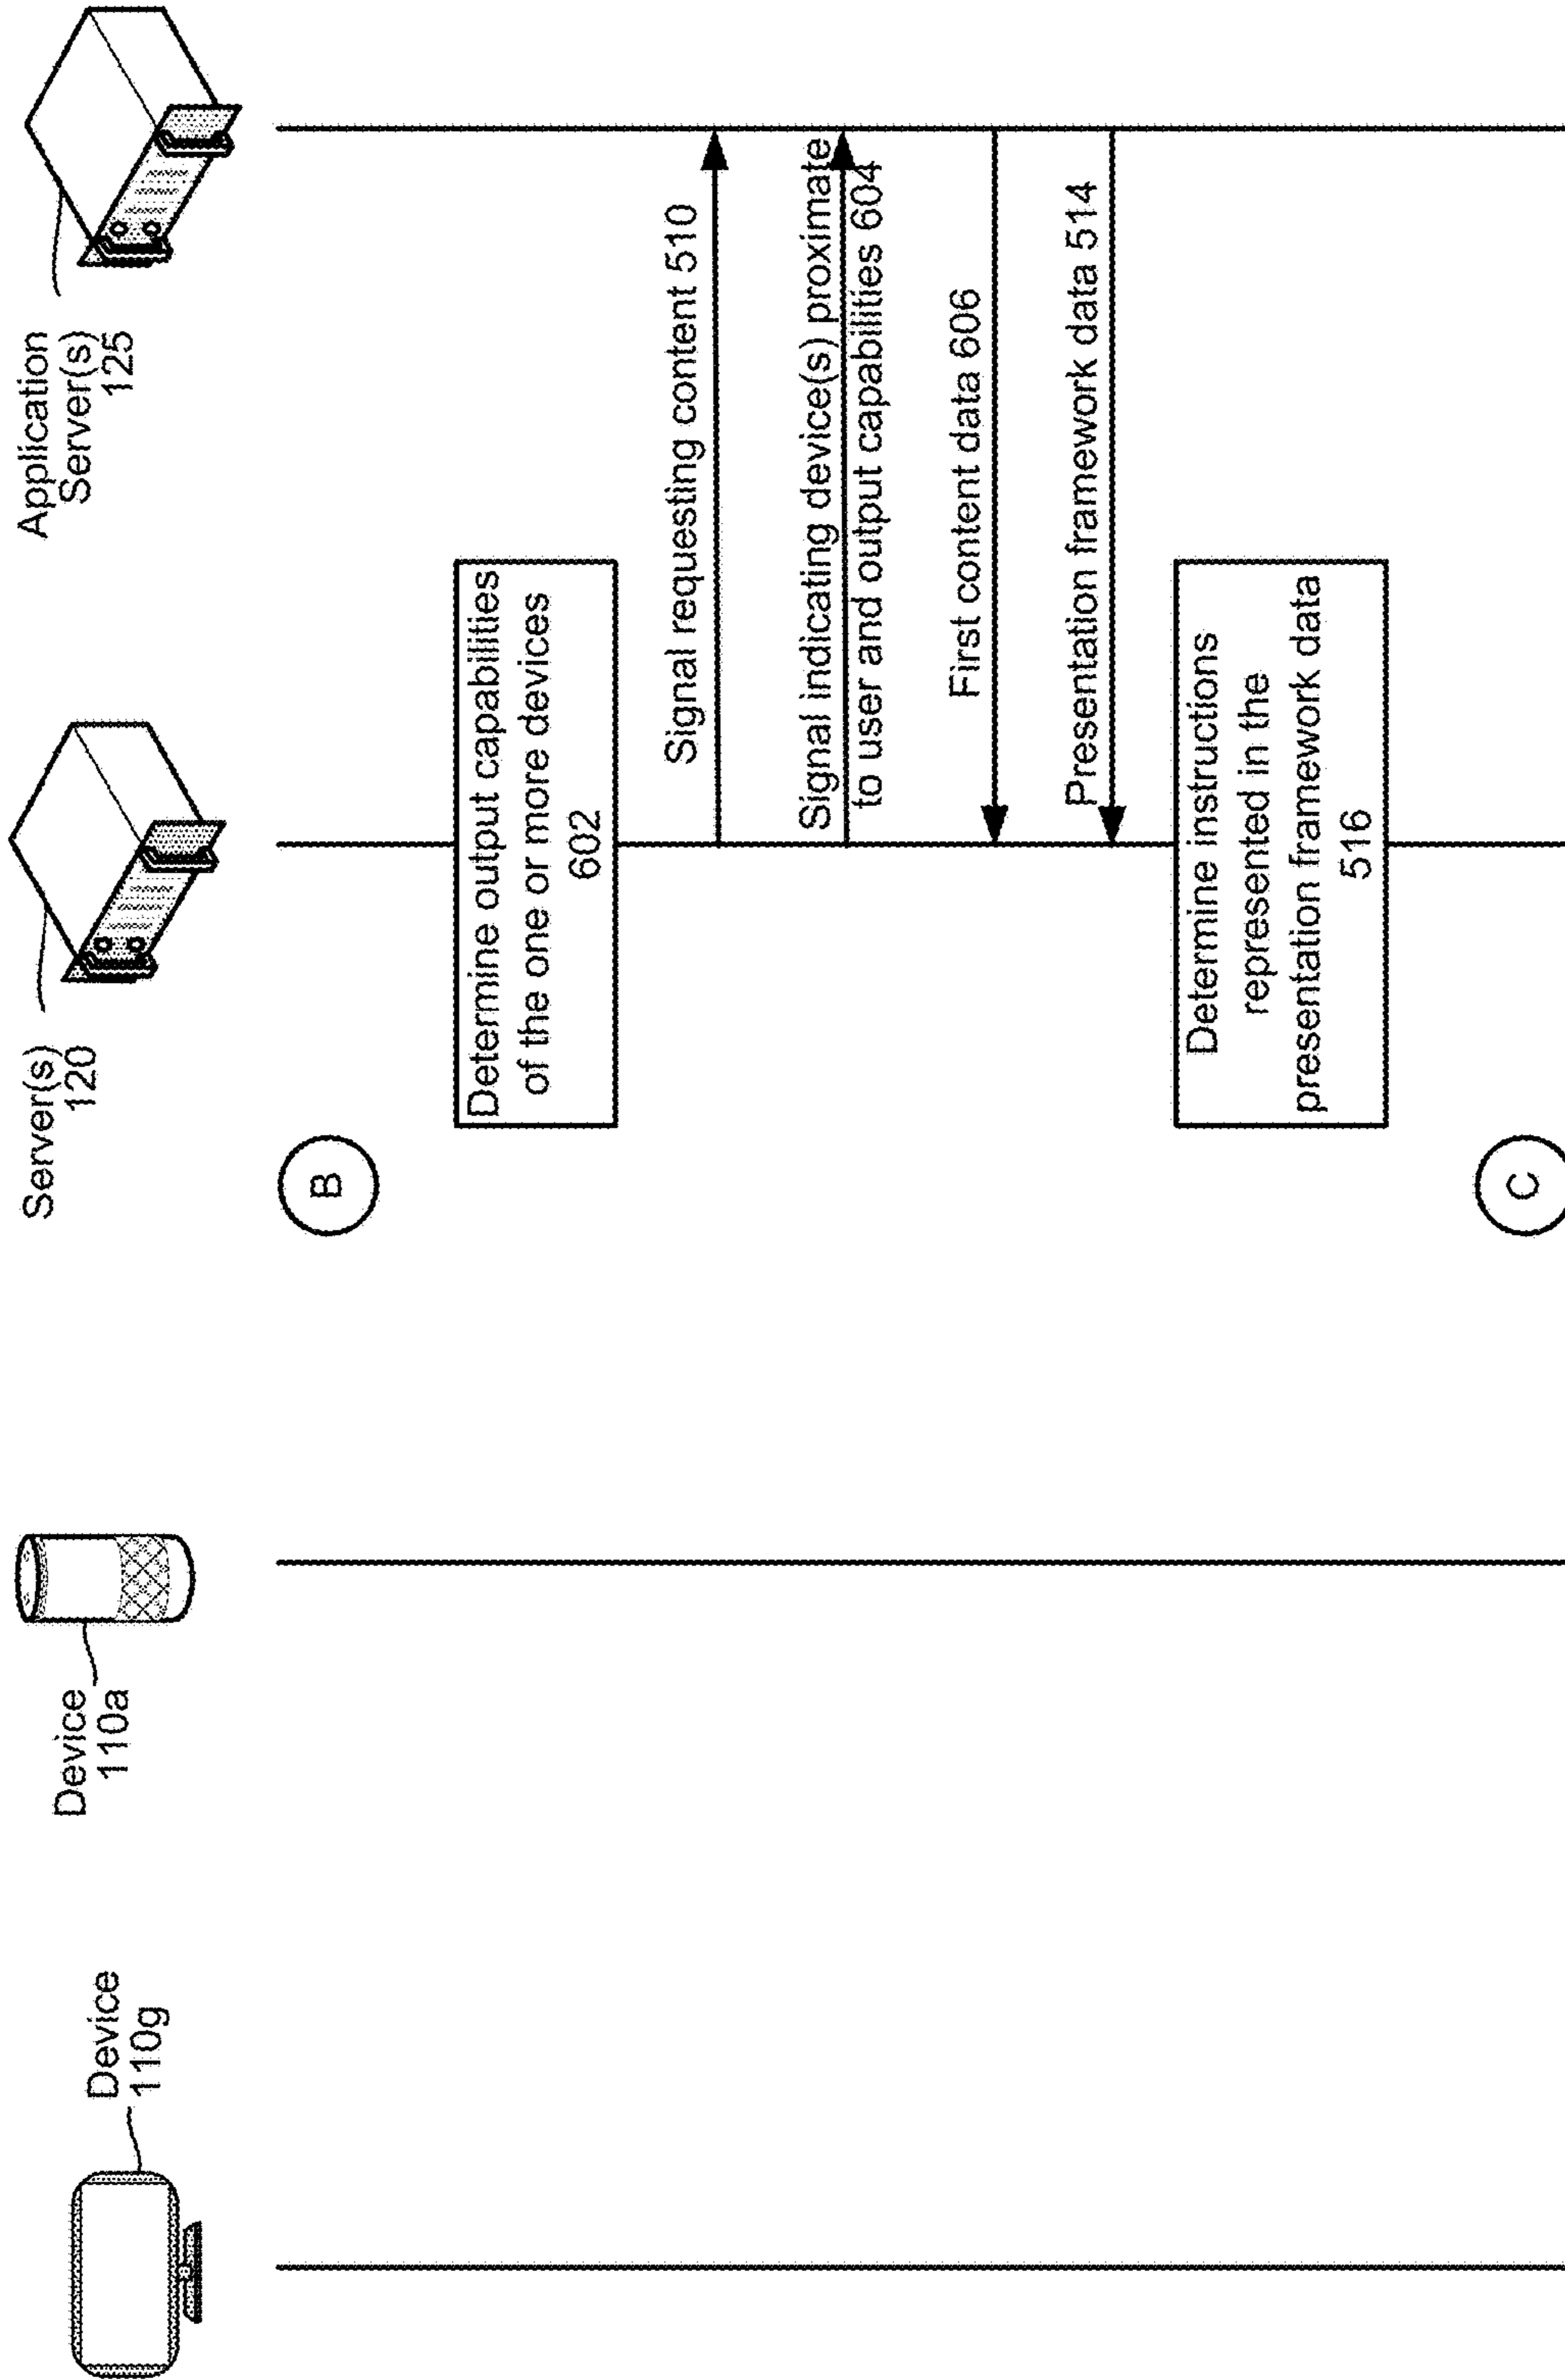 Device
110g
Device
110a
Server(s)
120
Application
Server(s)
125
B
Determine output capabilities
of the one or more devices
602
Signal requesting content 510
Signal indicating device(s) proximate
to user and output capabilities 604
First content data 606
Presentation framework data 514
Determine instructions
represented in the
presentation framework data
516
C